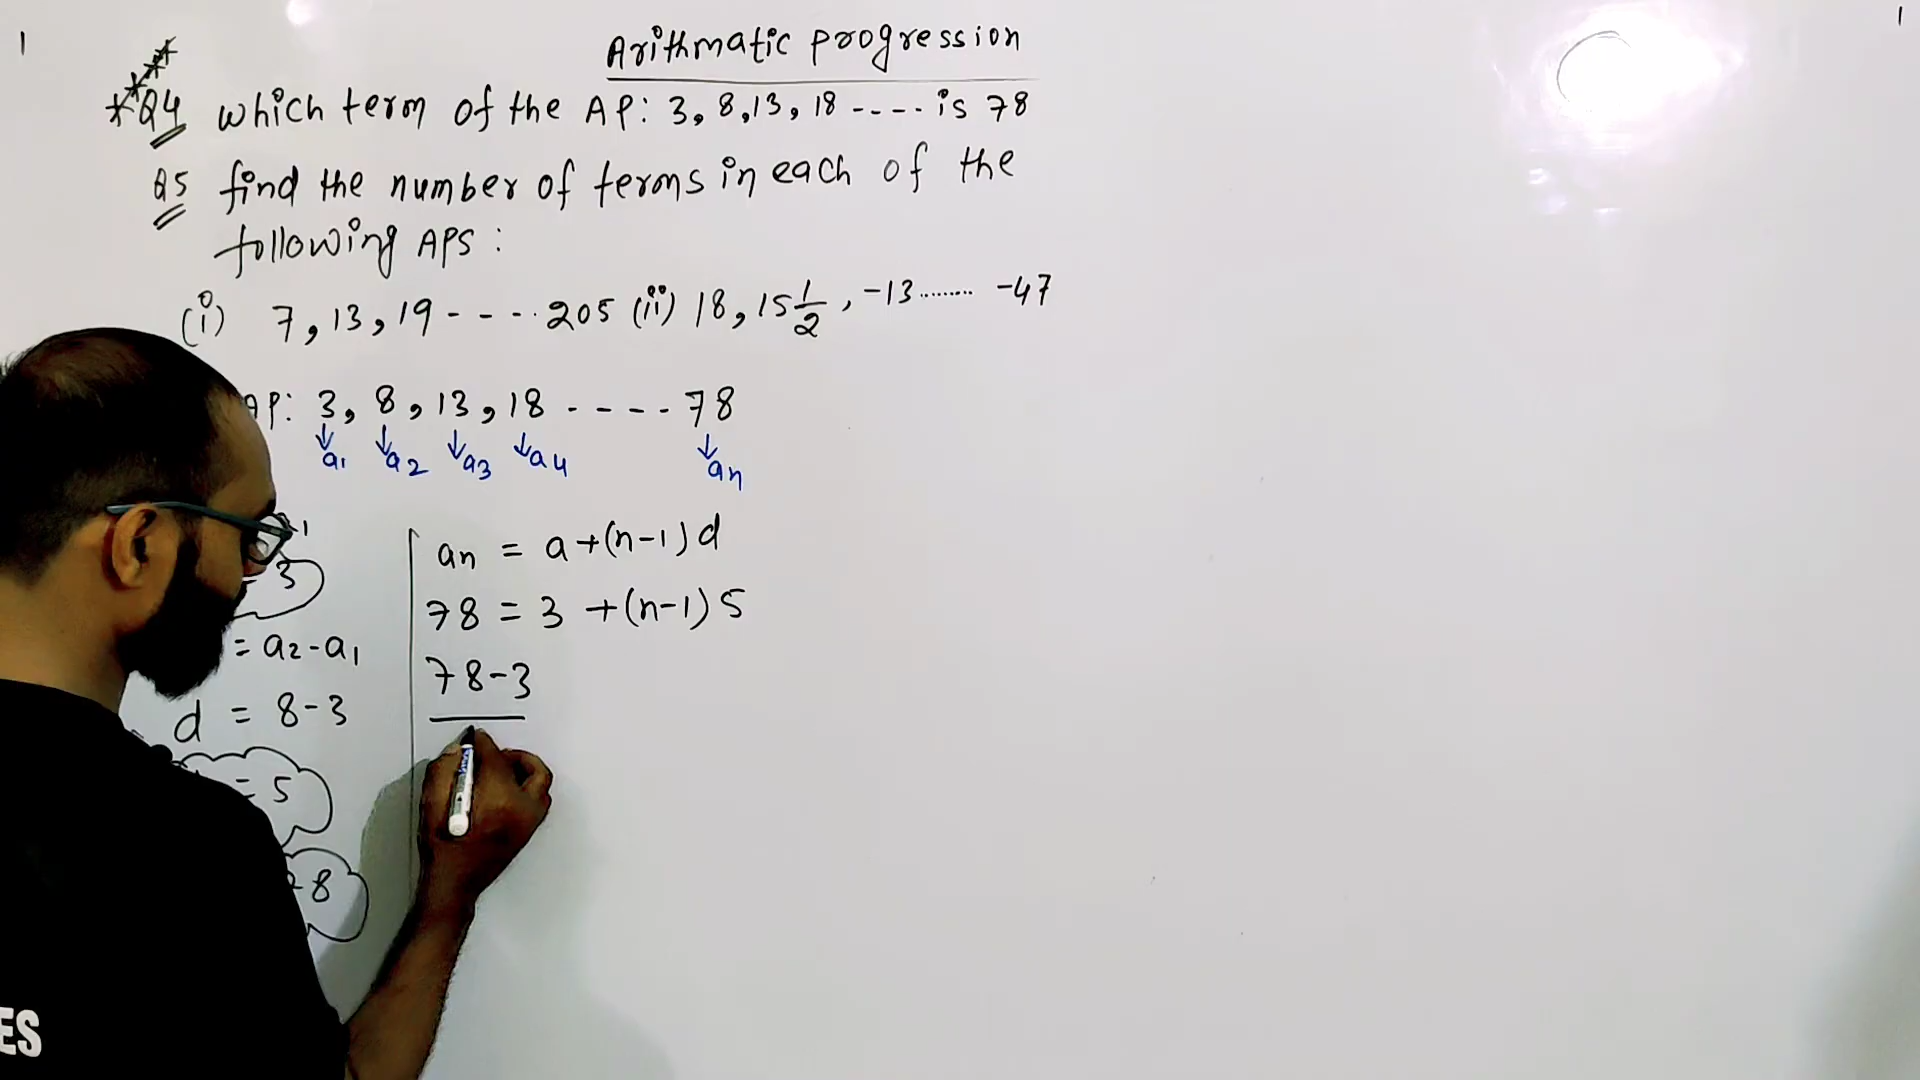 Arithmatic progression
Q4 which term of the AP: 3, 8, 13, 18 ---- is 78
Q5 find the number of terms in each of the
following APS :
(i) 7, 13, 19 ---- 205 (ii) 18, 15 1/2, -13 ........ -47
AP: 3, 8, 13, 18 ----- 78
a1 a2 a3 a4 an
an = a+(n-1)d
3
78 = 3 +(n-1) 5
= a2-a1
78-3
d = 8-3
= 5
8
ES